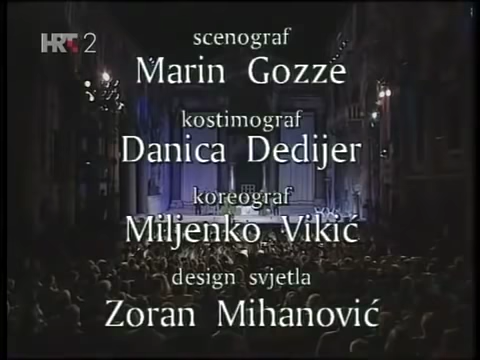 HRT 2
scenograf
Marin Gozze
kostimograf
Danica Dedijer
koreograf
Miljenko Vikić
design svjetla
Zoran Mihanović